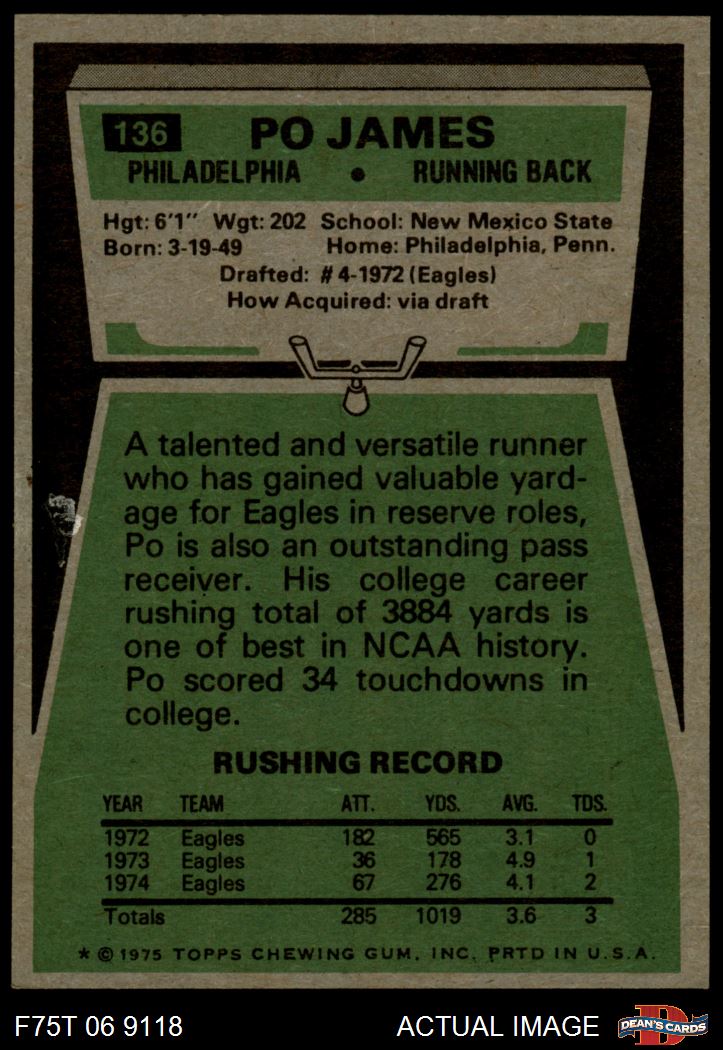 136 PO JAMES
PHILADELPHIA • RUNNING BACK
Hgt: 6'1" Wgt: 202 School: New Mexico State
Born: 3-19-49 Home: Philadelphia, Penn.
Drafted: #4-1972 (Eagles)
How Acquired: via draft
A talented and versatile runner
who has gained valuable yard-
age for Eagles in reserve roles,
Po is also an outstanding pass
receiver. His college career
rushing total of 3884 yards is
one of best in NCAA history.
Po scored 34 touchdowns in
college.
RUSHING RECORD
YEAR TEAM ATT. YDS. AVG. TDS.
1972 Eagles 182 565 3.1 0
1973 Eagles 36 178 4.9 1
1974 Eagles 67 276 4.1 2
Totals 285 1019 3.6 3
* © 1975 TOPPS CHEWING GUM, INC. PRTD IN U.S.A.
F75T 06 9118 ACTUAL IMAGE D DEAN'S CARDS